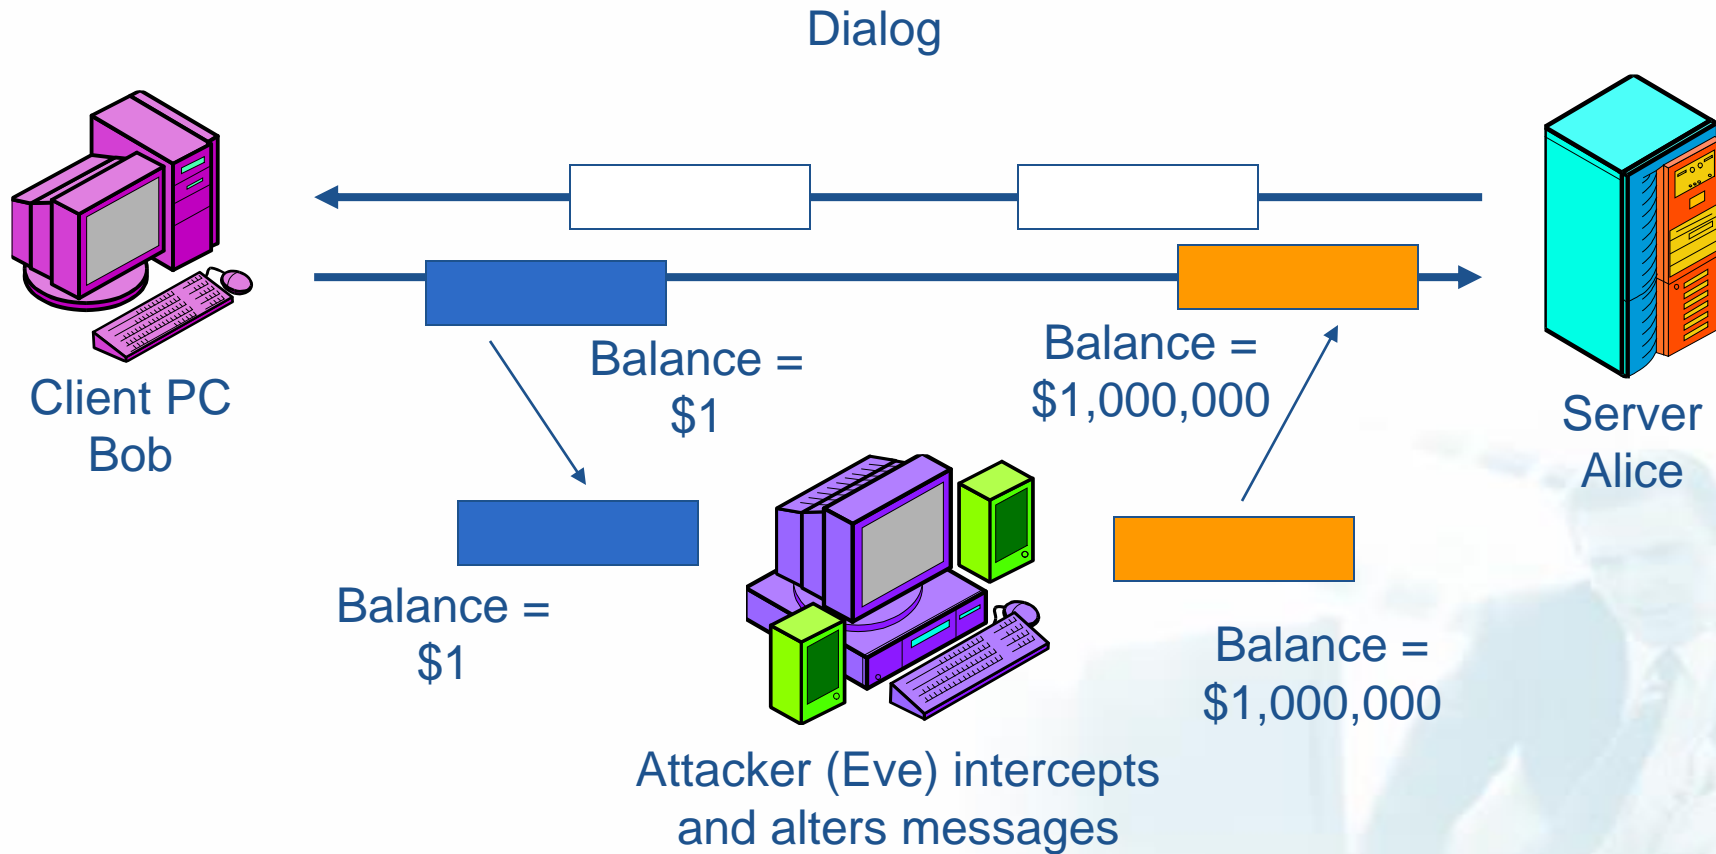 Dialog
Client PC
Bob
Balance =
$1
Balance =
$1,000,000
Server
Alice
Balance =
$1
Balance =
$1,000,000
Attacker (Eve) intercepts
and alters messages